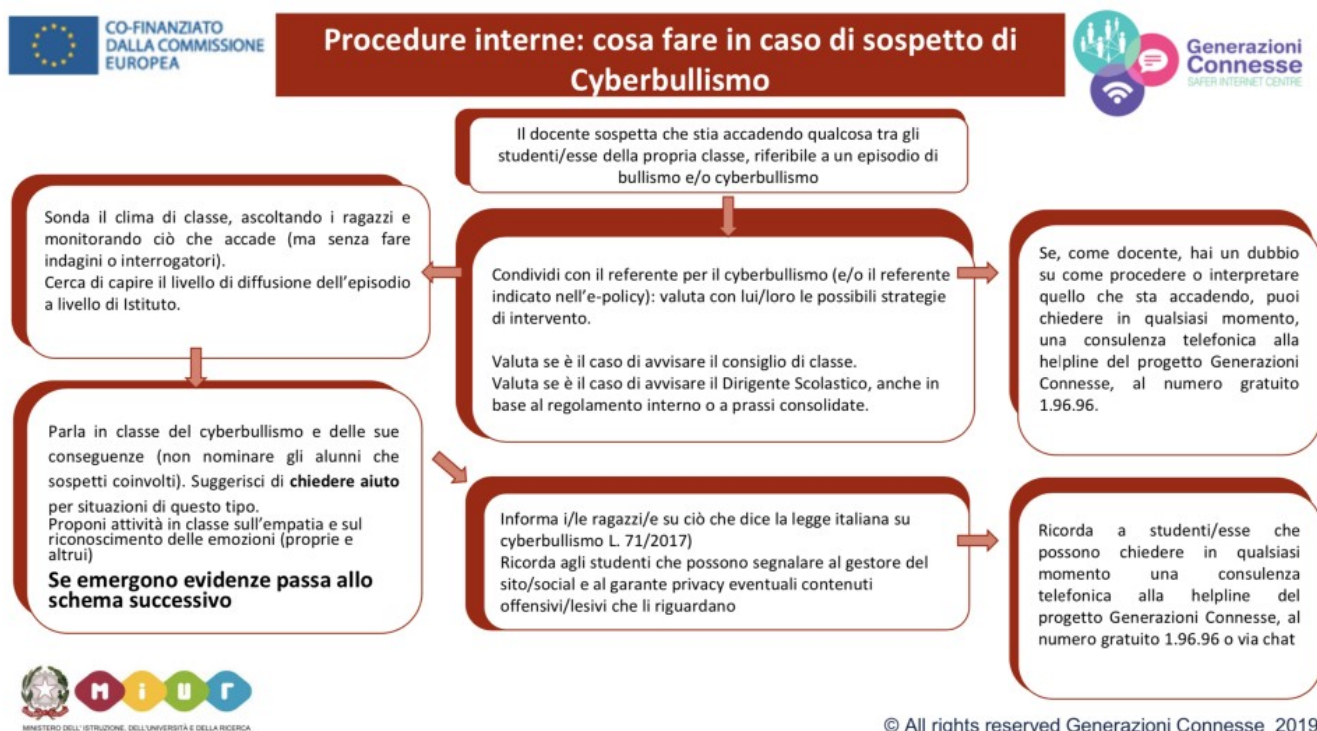 CO-FINANZIATO
DALLA COMMISSIONE
EUROPEA
Procedure interne: cosa fare in caso di sospetto di
Cyberbullismo
Generazioni
Connesse
SAFER INTERNET CENTRE
Il docente sospetta che stia accadendo qualcosa tra gli
studenti/esse della propria classe, riferibile a un episodio di
bullismo e/o cyberbullismo
Sonda il clima di classe, ascoltando i ragazzi e
monitorando ciò che accade (ma senza fare
indagini o interrogatori).
Cerca di capire il livello di diffusione dell'episodio
a livello di Istituto.
Condividi con il referente per il cyberbullismo (e/o il referente
indicato nell'e-policy): valuta con lui/loro le possibili strategie
di intervento.
Valuta se è il caso di avvisare il consiglio di classe.
Valuta se è il caso di avvisare il Dirigente Scolastico, anche in
base al regolamento interno o a prassi consolidate.
Se, come docente, hai un dubbio
su come procedere o interpretare
quello che sta accadendo, puoi
chiedere in qualsiasi momento,
una consulenza telefonica alla
helpline del progetto Generazioni
Connesse, al numero gratuito
1.96.96.
Parla in classe del cyberbullismo e delle sue
conseguenze (non nominare gli alunni che
sospetti coinvolti). Suggerisci di chiedere aiuto
per situazioni di questo tipo.
Proponi attività in classe sull'empatia e sul
riconoscimento delle emozioni (proprie e
altrui)
Se emergono evidenze passa allo
schema successivo
Informa i/le ragazzi/e su ciò che dice la legge italiana su
cyberbullismo L. 71/2017)
Ricorda agli studenti che possono segnalare al gestore del
sito/social e al garante privacy eventuali contenuti
offensivi/lesivi che li riguardano
Ricorda a studenti/esse che
possono chiedere in qualsiasi
momento una consulenza
telefonica alla helpline del
progetto Generazioni Connesse, al
numero gratuito 1.96.96 o via chat
MIUR
MINISTERO DELL'ISTRUZIONE, DELL'UNIVERSITÀ E DELLA RICERCA
© All rights reserved Generazioni Connesse 2019